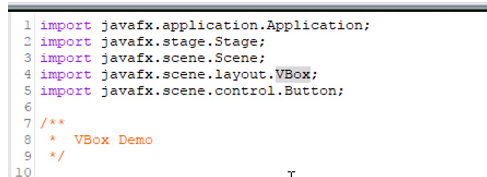 1 import javafx.application.Application;
2 import javafx.stage.Stage;
3 import javafx.scene.Scene;
4 import javafx.scene.layout.VBox;
5 import javafx.scene.control.Button;
6
7 /**
8  *  VBox Demo
9  */
10